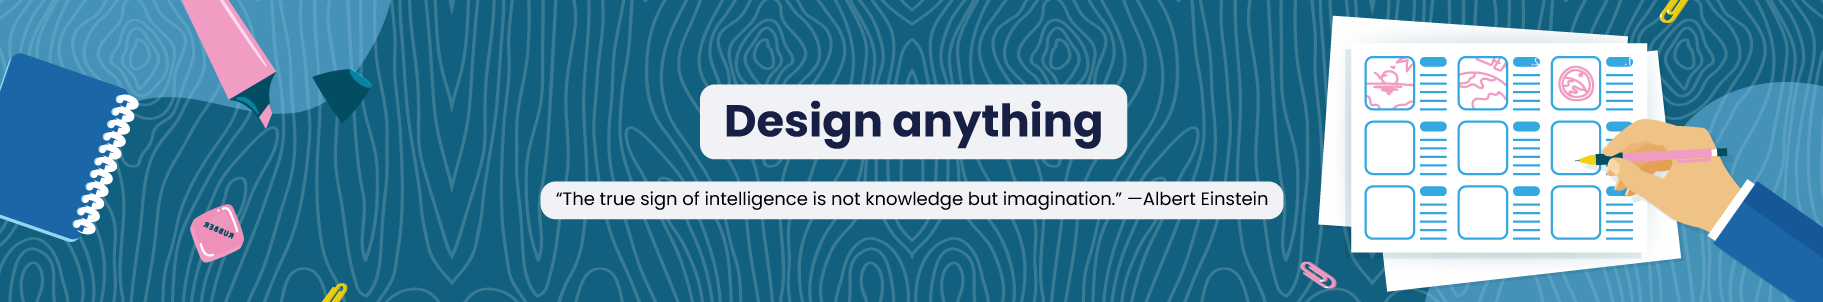 Design anything
“The true sign of intelligence is not knowledge but imagination.” —Albert Einstein
RUBBER